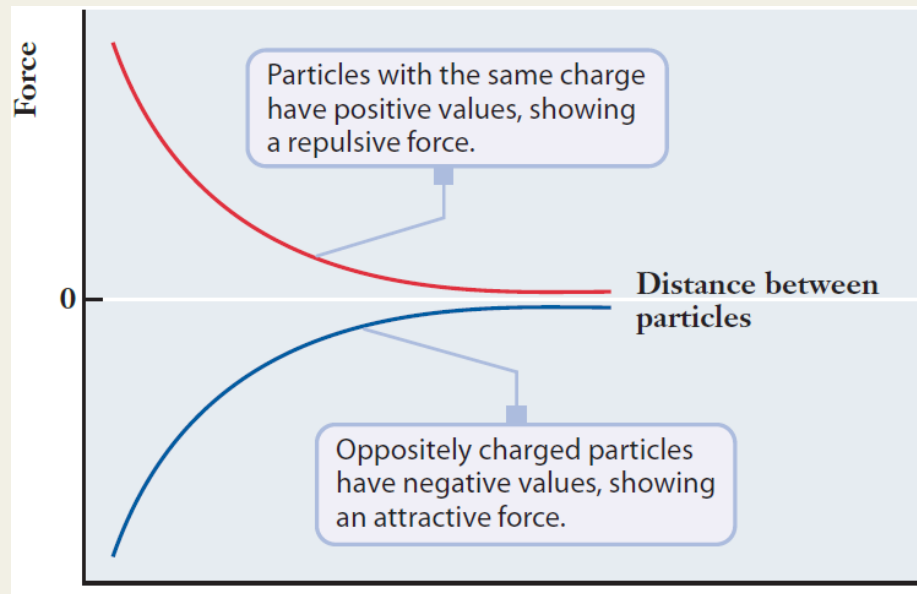 Force
Particles with the same charge
have positive values, showing
a repulsive force.
0
Distance between
particles
Oppositely charged particles
have negative values, showing
an attractive force.